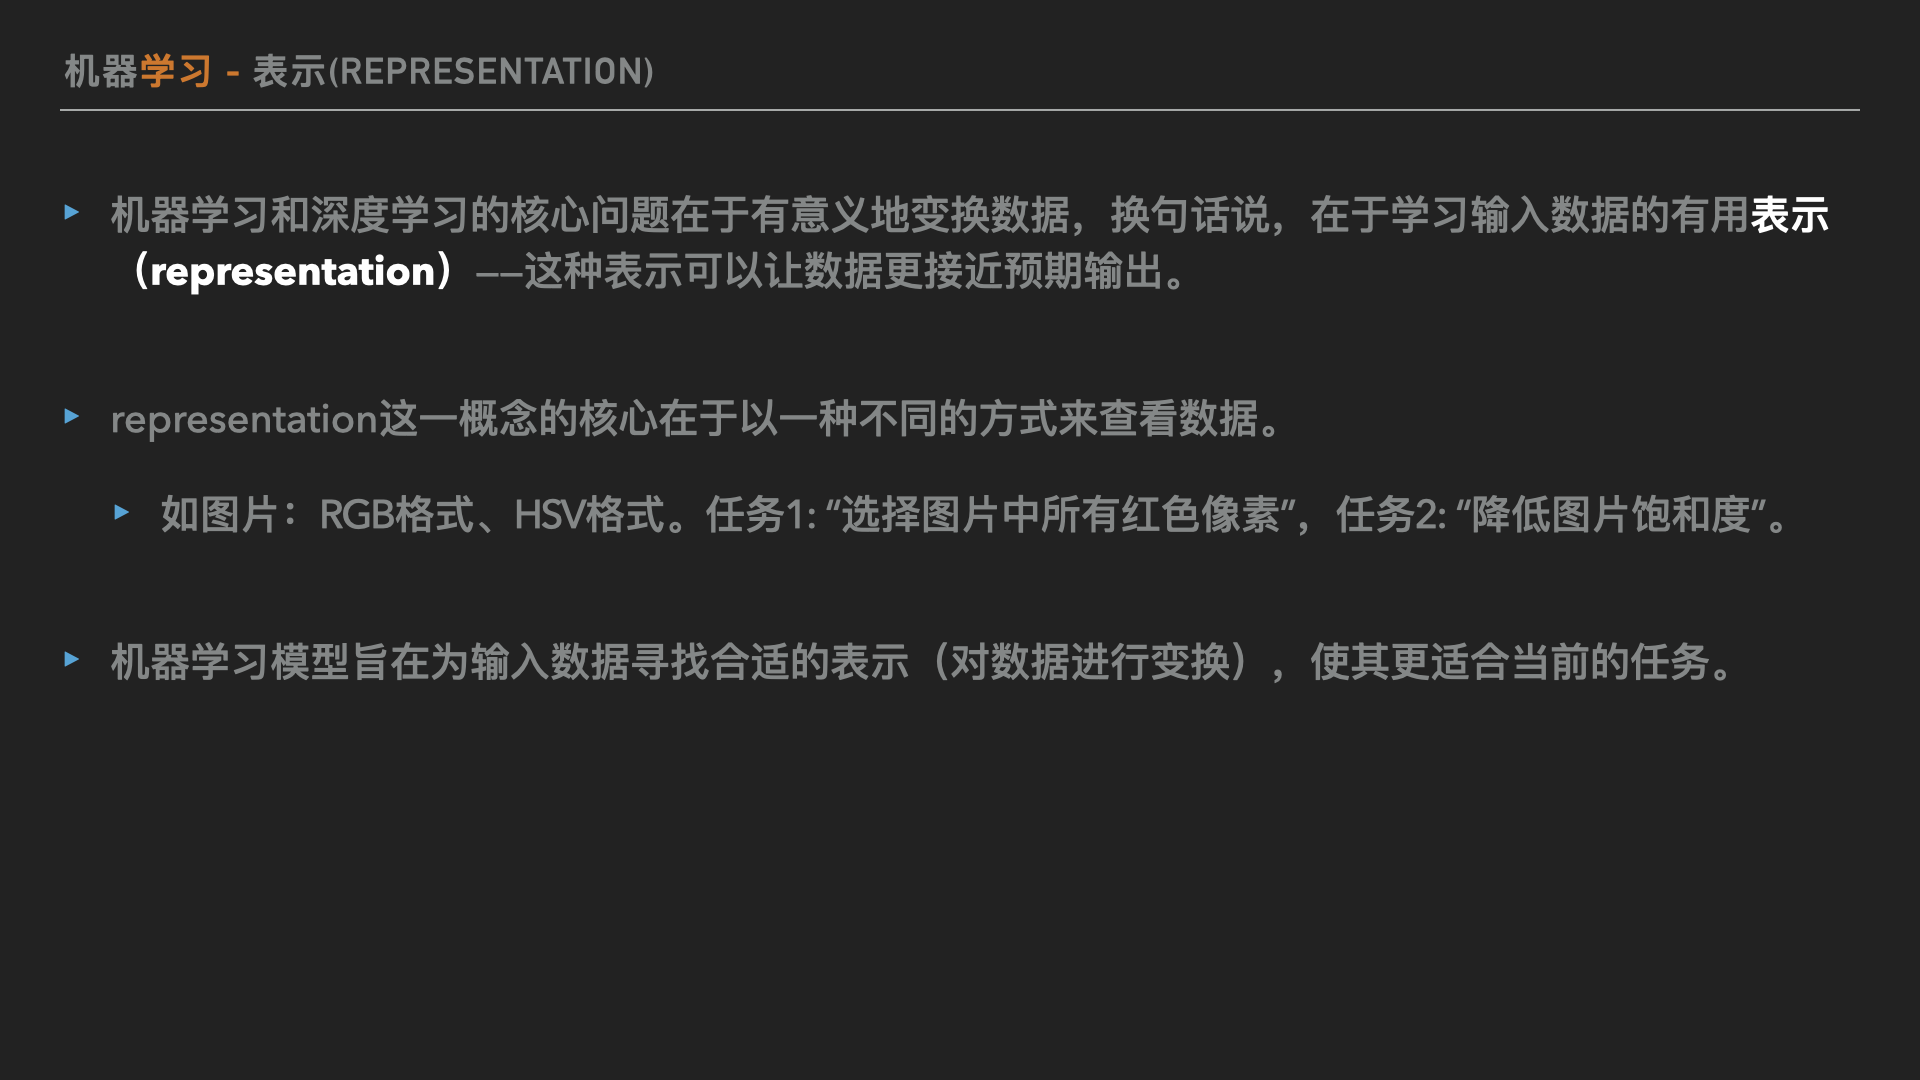 机器学习 - 表示(REPRESENTATION)
▸ 机器学习和深度学习的核心问题在于有意义地变换数据，换句话说，在于学习输入数据的有用表示
（representation）——这种表示可以让数据更接近预期输出。
▸ representation这一概念的核心在于以一种不同的方式来查看数据。
▸ 如图片：RGB格式、HSV格式。任务1: “选择图片中所有红色像素”，任务2: “降低图片饱和度”。
▸ 机器学习模型旨在为输入数据寻找合适的表示（对数据进行变换），使其更适合当前的任务。